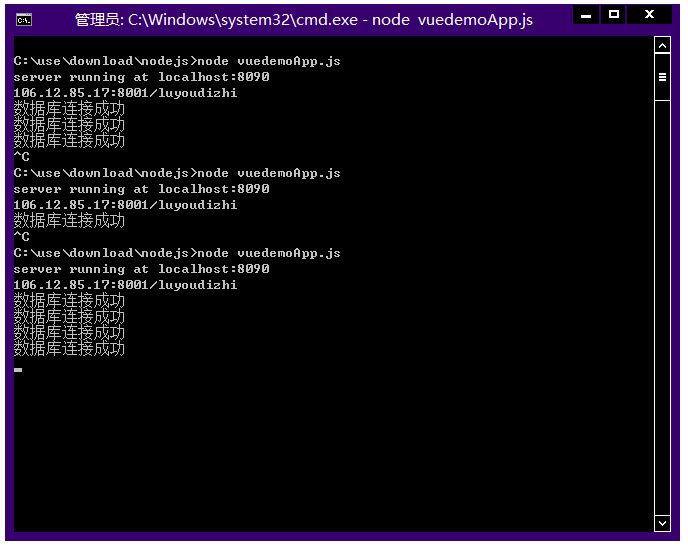 管理员: C:\Windows\system32\cmd.exe - node  vuedemoApp.js
C:\use\download\nodejs>node vuedemoApp.js
server running at localhost:8090
106.12.85.17:8001/luyoudizhi
数据库连接成功
数据库连接成功
数据库连接成功
^C
C:\use\download\nodejs>node vuedemoApp.js
server running at localhost:8090
106.12.85.17:8001/luyoudizhi
数据库连接成功
^C
C:\use\download\nodejs>node vuedemoApp.js
server running at localhost:8090
106.12.85.17:8001/luyoudizhi
数据库连接成功
数据库连接成功
数据库连接成功
数据库连接成功